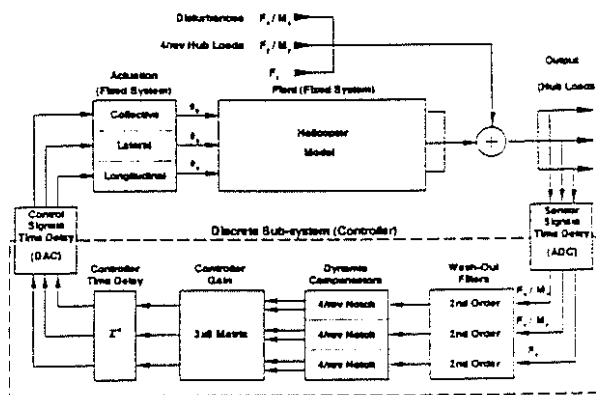 Disturbances
4/rev Hub Loads
Actuation
(Fixed System)
Plant (Fixed System)
Output
(Hub Loads
Collective
Lateral
Longitudinal
Helicopter
Model
Control
Signals
Time Delay
(DAC)
Discrete Sub-system (Controller)
Sensor
Signals
Time Delay
(ADC)
Controller
Time Delay
Controller
Gain
Dynamic
Compensators
Wash-Out
Filters
3x6 Matrix
4/rev Notch
4/rev Notch
4/rev Notch
2nd Order
2nd Order
2nd Order